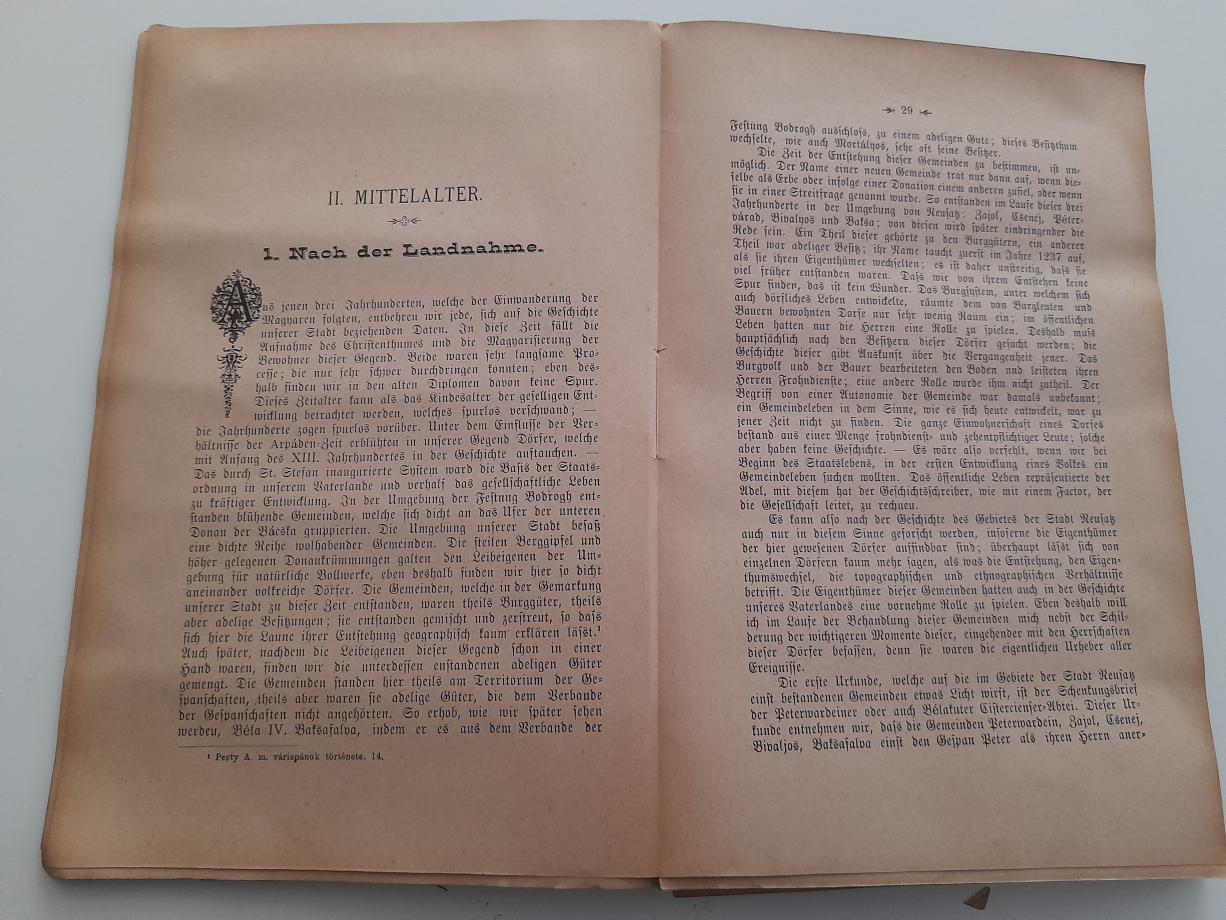 II. MITTELALTER.
1. Nach der Landnahme.
Aus jenen drei Jahrhunderten, welche der Einwanderung der
Magyaren folgten, entbehren wir jede, sich auf die Geschichte
unserer Stadt beziehenden Daten. In diese Zeit fällt die
Aufnahme des Christenthumes und die Magyarisierung der
Bewohner dieser Gegend. Beide waren sehr langsame Pro-
cesse; die nur sehr schwer durchdringen konnten; eben des-
halb finden wir in den alten Diplomen davon keine Spur.
Dieses Zeitalter kann als das Kindesalter der geselligen Ent-
wicklung betrachtet werden, welches spurlos verschwand; —
die Jahrhunderte zogen spurlos vorüber. Unter dem Einflusse der Ver-
hältnisse der Arpáden-Zeit erblühten in unserer Gegend Dörfer, welche
mit Anfang des XIII. Jahrhundertes in der Geschichte auftauchen. —
Das durch St. Stefan inaugurierte System ward die Basis der Staats-
ordnung in unserem Vaterlande und verhalf das gesellschaftliche Leben
zu kräftiger Entwicklung. In der Umgebung der Festung Bodrogh ent-
standen blühende Gemeinden, welche sich dicht an das Ufer der unteren
Donau der Bácska gruppierten. Die Umgebung unserer Stadt besaß
eine dichte Reihe wolhabender Gemeinden. Die steilen Berggipfel und
höher gelegenen Donaukrümmungen galten den Leibeigenen der Um-
gebung für natürliche Bollwerke, eben deshalb finden wir hier so dicht
aneinander volkreiche Dörfer. Die Gemeinden, welche in der Gemarkung
unserer Stadt zu dieser Zeit entstanden, waren theils Burggüter, theils
aber adelige Besitzungen; sie entstanden gemischt und zerstreut, so dass
sich hier die Laune ihrer Entstehung geographisch kaum erklären lässt.¹
Auch später, nachdem die Leibeigenen dieser Gegend schon in einer
Hand waren, finden wir die unterdessen enstandenen adeligen Güter
gemengt. Die Gemeinden standen hier theils am Territorium der Ge-
spanschaften, theils aber waren sie adelige Güter, die dem Verbande
der Gespanschaften nicht angehörten. So erhob, wie wir später sehen
werden, Béla IV. Baksafalva, indem er es aus dem Verbande der
¹ Pesty A. m. várispánok története. 14.
29
Festung Bodrogh ausschloss, zu einem adeligen Gute; dieses Besitzthum
wechselte, wie auch Mortályos, sehr oft seine Besitzer.
Die Zeit der Entstehung dieser Gemeinden zu bestimmen, ist un-
möglich. Der Name einer neuen Gemeinde trat nur dann auf, wenn die-
selbe als Erbe oder infolge einer Donation einem anderen zufiel, oder wenn
sie in einer Streitfrage genannt wurde. So entstanden im Laufe dieser drei
Jahrhunderte in der Umgebung von Neusatz: Zajol, Csenej, Péter-
várad, Bivalyos und Baksa; von diesen wird später eindringender die
Rede sein. Ein Theil dieser gehörte zu den Burggütern, ein anderer
Theil war adeliger Besitz; ihr Name taucht zuerst im Jahre 1237 auf,
als sie ihren Eigenthümer wechselten; es ist daher unstreitig, dass sie
viel früher entstanden waren. Dass wir von ihrem Entstehen keine
Spur finden, das ist kein Wunder. Das Burgsystem, unter welchem sich
auch dörfliches Leben entwickelte, räumte dem von Burgleuten und
Bauern bewohnten Dorfe nur sehr wenig Raum ein; im öffentlichen
Leben hatten nur die Herren eine Rolle zu spielen. Deshalb muss
hauptsächlich nach den Besitzern dieser Dörfer gesucht werden; die
Geschichte dieser gibt Auskunft über die Vergangenheit jener. Das
Burgvolk und der Bauer bearbeiteten den Boden und leisteten ihren
Herren Frohndienste; eine andere Rolle wurde ihm nicht zutheil. Der
Begriff von einer Autonomie der Gemeinde war damals unbekannt;
ein Gemeindeleben in dem Sinne, wie es sich heute entwickelt, war zu
jener Zeit nicht zu finden. Die ganze Einwohnerschaft eines Dorfes
bestand aus einer Menge frohndienst- und zehentpflichtiger Leute; solche
aber haben keine Geschichte. — Es wäre also verfehlt, wenn wir bei
Beginn des Staatslebens, in der ersten Entwicklung eines Volkes ein
Gemeindeleben suchen wollten. Das öffentliche Leben repräsentierte der
Adel, mit diesem hat der Geschichtsschreiber, wie mit einem Factor, der
die Gesellschaft leitet, zu rechueu.
Es kann also nach der Geschichte des Gebietes der Stadt Neusatz
auch nur in diesem Sinne geforscht werden, insoferne die Eigenthümer
der hier gewesenen Dörfer auffindbar sind; überhaupt lässt sich von
einzelnen Dörfern kaum mehr sagen, als was die Entstehung, den Eigen-
thumswechsel, die topographischen und ethnographischen Verhältnisse
betrifft. Die Eigenthümer dieser Gemeinden hatten auch in der Geschichte
unseres Vaterlandes eine vornehme Rolle zu spielen. Eben deshalb will
ich im Laufe der Behandlung dieser Gemeinden mich nebst der Schil-
derung der wichtigeren Momente dieser, eingehender mit den Herrschaften
dieser Dörfer befassen, denn sie waren die eigentlichen Urheber aller
Ereignisse.
Die erste Urkunde, welche auf die im Gebiete der Stadt Neusatz
einst bestandenen Gemeinden etwas Licht wirft, ist der Schenkungsbrief
der Peterwardeiner oder auch Bélakuter Cistercienser-Abtei. Dieser Ur-
kunde entnehmen wir, dass die Gemeinden Peterwardein, Zajol, Csenej,
Bivaljos, Baksafalva einst den Gespan Peter als ihren Herrn aner-